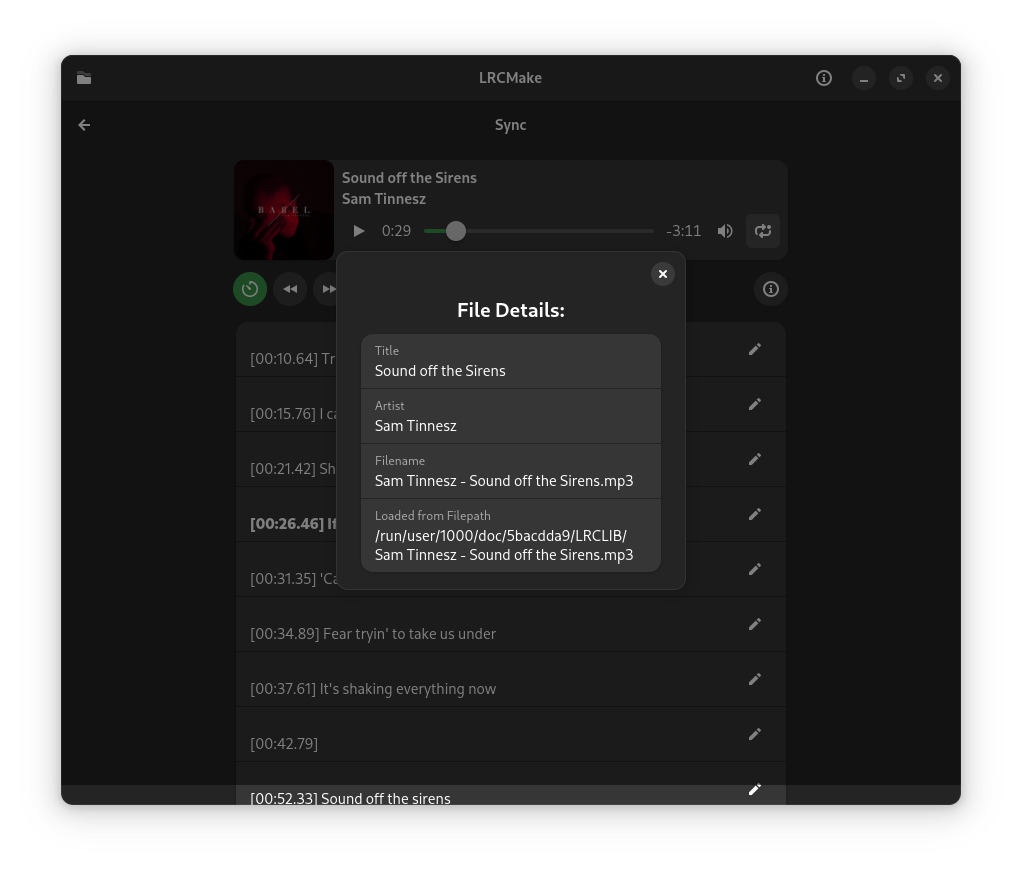 LRCMake
Sync
BABEL
Sound off the Sirens
Sam Tinnesz
0:29
-3:11
File Details:
Title
Sound off the Sirens
Artist
Sam Tinnesz
Filename
Sam Tinnesz - Sound off the Sirens.mp3
Loaded from Filepath
/run/user/1000/doc/5bacdda9/LRCLIB/
Sam Tinnesz - Sound off the Sirens.mp3
[00:10.64] Tr
[00:15.76] I ca
[00:21.42] Sh
[00:26.46] If
[00:31.35] 'Ca
[00:34.89] Fear tryin' to take us under
[00:37.61] It's shaking everything now
[00:42.79]
[00:52.33] Sound off the sirens